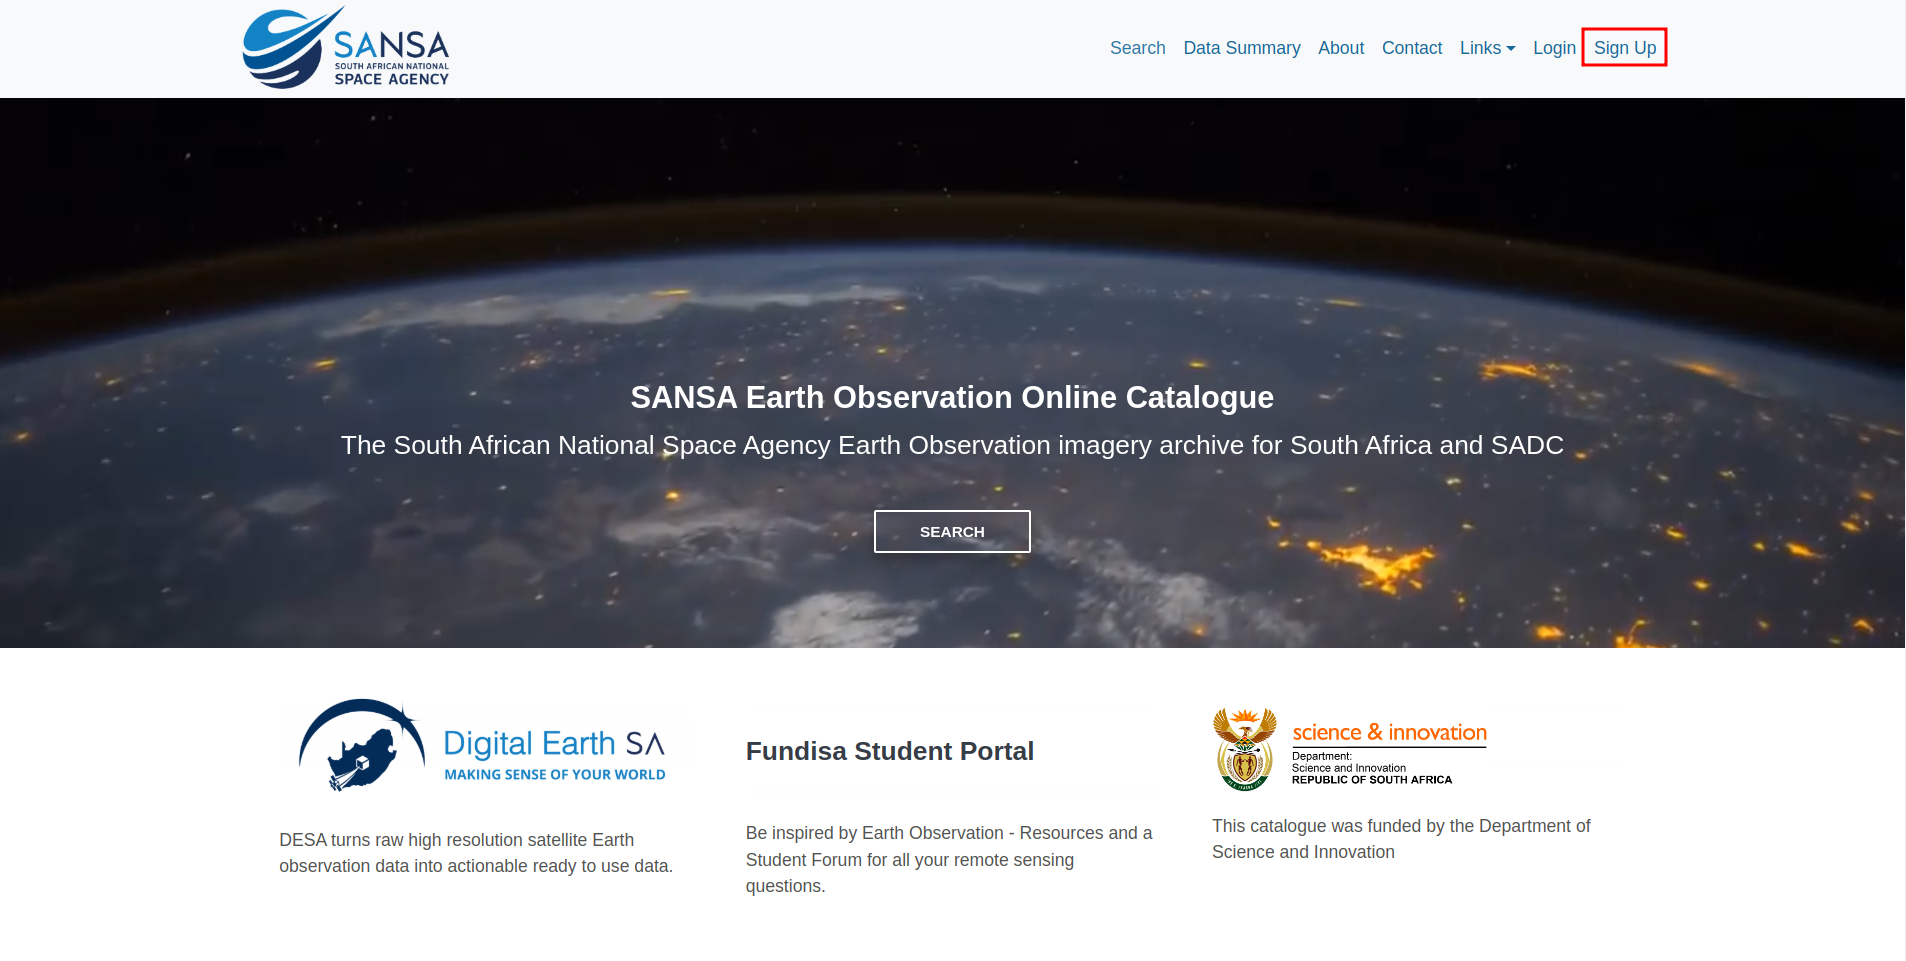 SANSA
SOUTH AFRICAN NATIONAL
SPACE AGENCY
Search Data Summary About Contact Links Login Sign Up
SANSA Earth Observation Online Catalogue
The South African National Space Agency Earth Observation imagery archive for South Africa and SADC
SEARCH
Digital Earth SA
MAKING SENSE OF YOUR WORLD
DESA turns raw high resolution satellite Earth
observation data into actionable ready to use data.
Fundisa Student Portal
Be inspired by Earth Observation - Resources and a
Student Forum for all your remote sensing
questions.
science & innovation
Department:
Science and Innovation
REPUBLIC OF SOUTH AFRICA
This catalogue was funded by the Department of
Science and Innovation